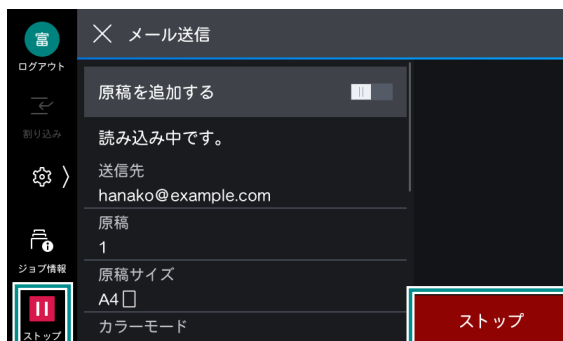 富
ログアウト
割り込み
ジョブ情報
ストップ
メール送信
原稿を追加する
読み込み中です。
送信先
hanako@example.com
原稿
1
原稿サイズ
A4
カラーモード
ストップ